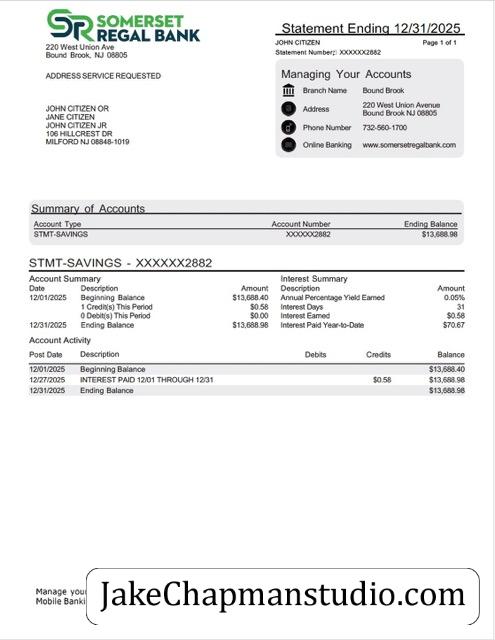 SOMERSET
REGAL BANK
220 West Union Ave
Bound Brook, NJ 08805
ADDRESS SERVICE REQUESTED
JOHN CITIZEN OR
JANE CITIZEN
JOHN CITIZEN JR
106 HILLCREST DR
MILFORD NJ 08848-1019
Statement Ending 12/31/2025
JOHN CITIZEN Page 1 of 1
Statement Number: XXXXXX2882
Managing Your Accounts
Branch Name Bound Brook
Address 220 West Union Avenue
Bound Brook NJ 08805
Phone Number 732-560-1700
Online Banking www.somersetregalbank.com
Summary of Accounts
Account Type Account Number Ending Balance
STMT-SAVINGS XXXXXX2882 $13,688.98
STMT-SAVINGS - XXXXXX2882
Account Summary
Date Description Amount
12/01/2025 Beginning Balance $13,688.40
1 Credit(s) This Period $0.58
0 Debit(s) This Period $0.00
12/31/2025 Ending Balance $13,688.98
Interest Summary
Description Amount
Annual Percentage Yield Earned 0.05%
Interest Days 31
Interest Earned $0.58
Interest Paid Year-to-Date $70.67
Account Activity
Post Date Description Debits Credits Balance
12/01/2025 Beginning Balance $13,688.40
12/27/2025 INTEREST PAID 12/01 THROUGH 12/31 $0.58 $13,688.98
12/31/2025 Ending Balance $13,688.98
Manage your
Mobile Banki
JakeChapmanstudio.com